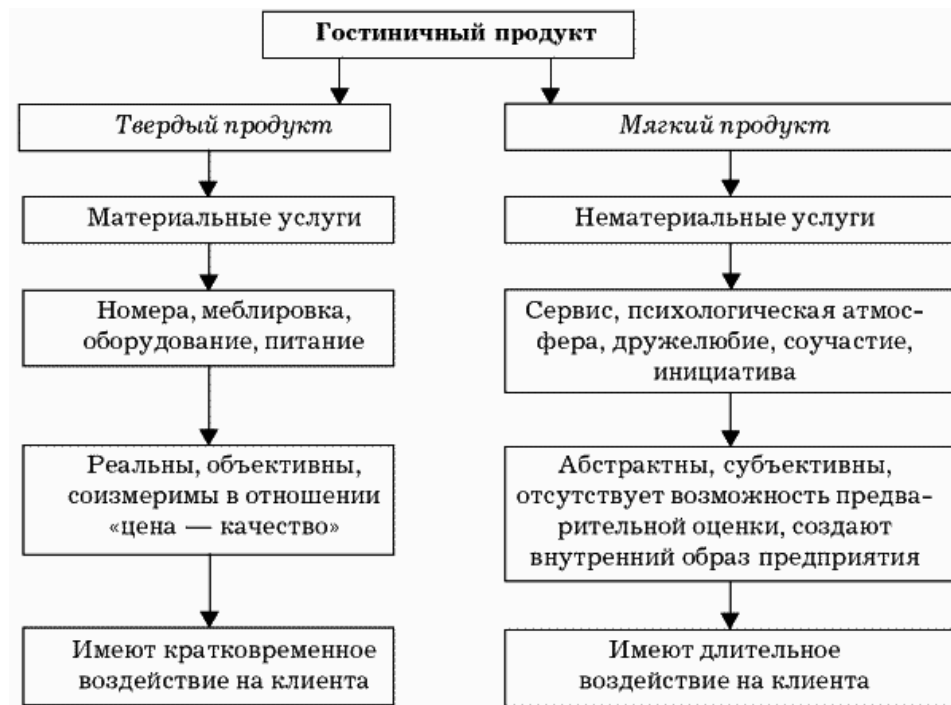 Гостиничный продукт
Твердый продукт
Материальные услуги
Номера, меблировка,
оборудование, питание
Реальны, объективны,
соизмеримы в отношении
«цена — качество»
Имеют кратковременное
воздействие на клиента
Мягкий продукт
Нематериальные услуги
Сервис, психологическая атмос-
фера, дружелюбие, соучастие,
инициатива
Абстрактны, субъективны,
отсутствует возможность предва-
рительной оценки, создают
внутренний образ предприятия
Имеют длительное
воздействие на клиента